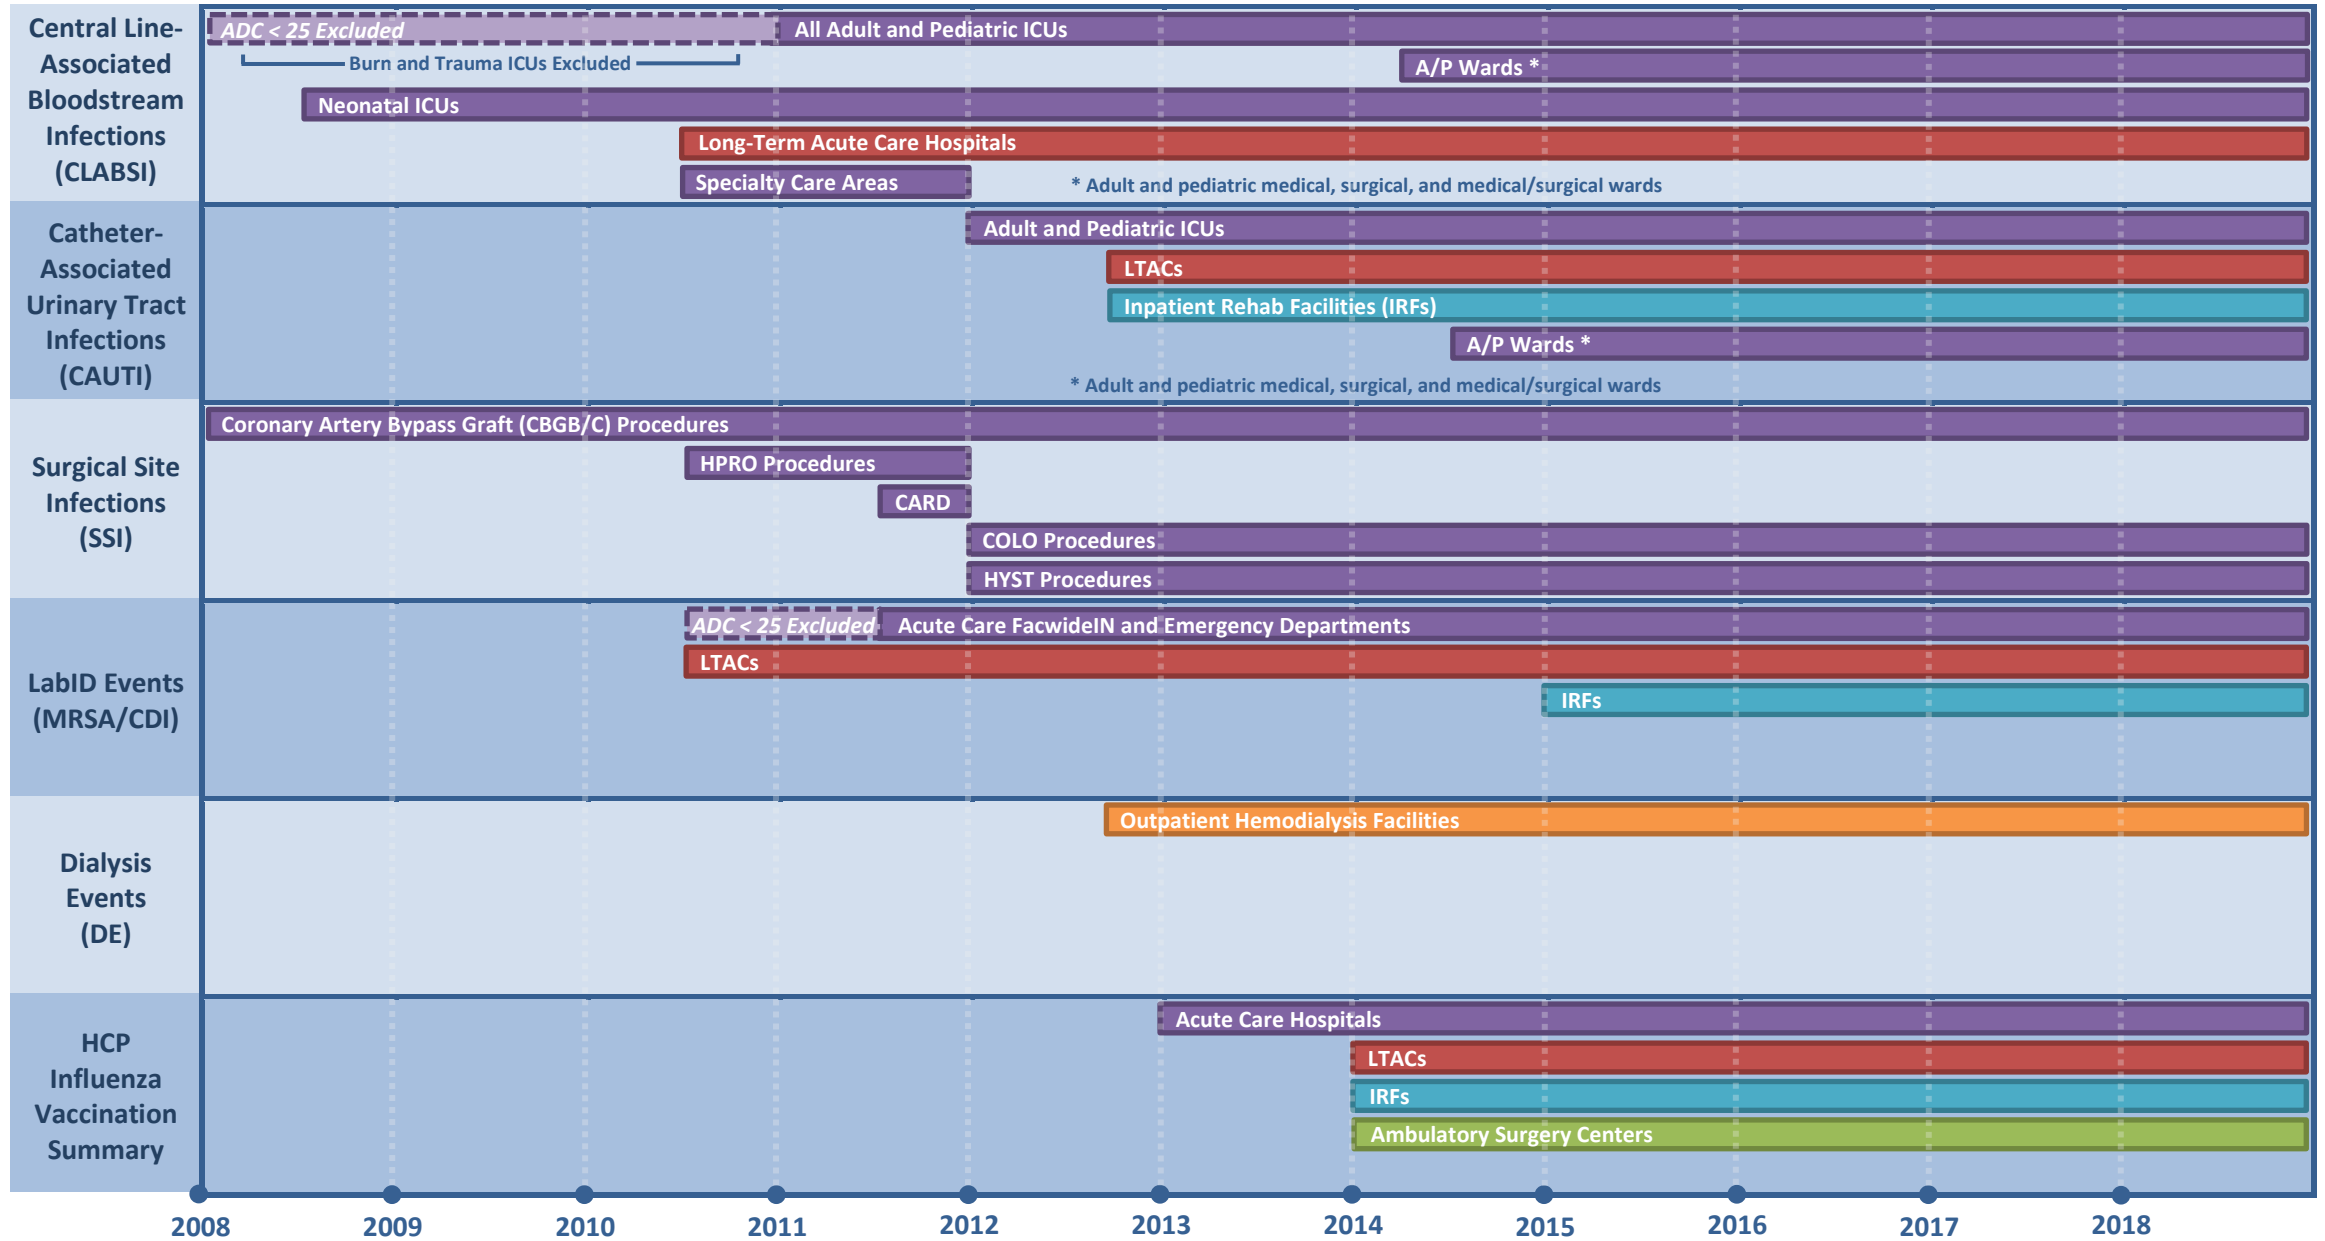 Central Line-
Associated
Bloodstream
Infections
(CLABSI)
ADC < 25 Excluded
All Adult and Pediatric ICUs
Burn and Trauma ICUs Excluded
A/P Wards *
Neonatal ICUs
Long-Term Acute Care Hospitals
Specialty Care Areas
* Adult and pediatric medical, surgical, and medical/surgical wards
Catheter-
Associated
Urinary Tract
Infections
(CAUTI)
Adult and Pediatric ICUs
LTACs
Inpatient Rehab Facilities (IRFs)
A/P Wards *
* Adult and pediatric medical, surgical, and medical/surgical wards
Surgical Site
Infections
(SSI)
Coronary Artery Bypass Graft (CBGB/C) Procedures
HPRO Procedures
CARD
COLO Procedures
HYST Procedures
LabID Events
(MRSA/CDI)
ADC < 25 Excluded
Acute Care FacwideIN and Emergency Departments
LTACs
IRFs
Dialysis
Events
(DE)
Outpatient Hemodialysis Facilities
HCP
Influenza
Vaccination
Summary
Acute Care Hospitals
LTACs
IRFs
Ambulatory Surgery Centers
2008 2009 2010 2011 2012 2013 2014 2015 2016 2017 2018